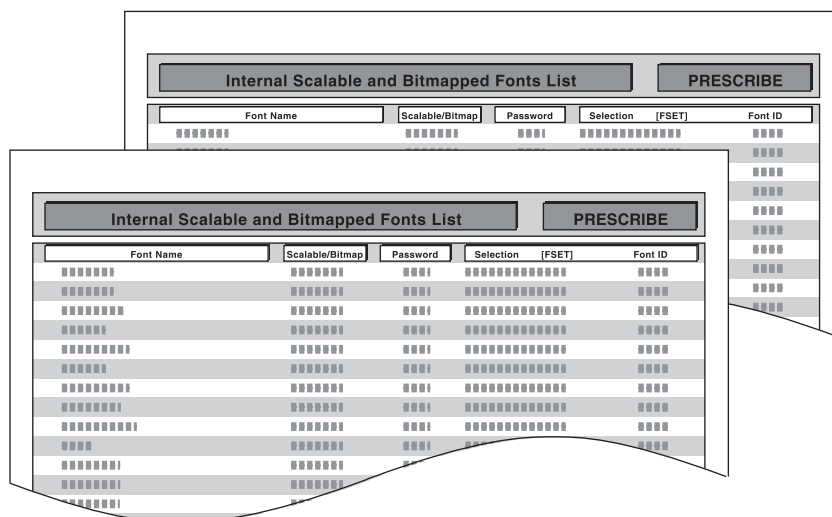 Internal Scalable and Bitmapped Fonts List PRESCRIBE
Font Name Scalable/Bitmap Password Selection [FSET] Font ID
Internal Scalable and Bitmapped Fonts List PRESCRIBE
Font Name Scalable/Bitmap Password Selection [FSET] Font ID